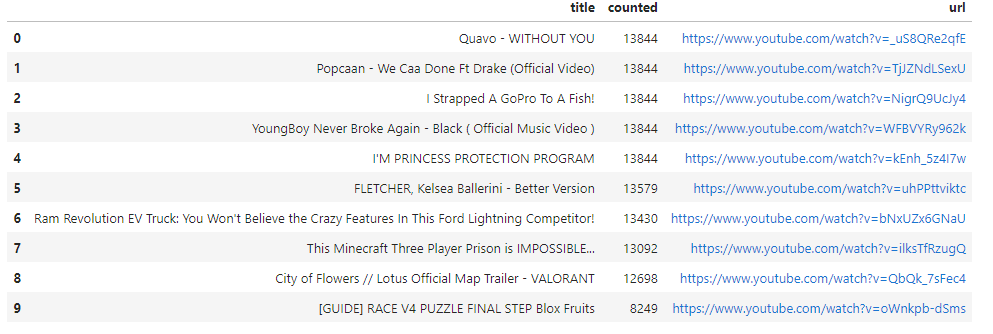 title counted url
0 Quavo - WITHOUT YOU 13844 https://www.youtube.com/watch?v=_uS8QRe2qfE
1 Popcaan - We Caa Done Ft Drake (Official Video) 13844 https://www.youtube.com/watch?v=TjJZNdLSexU
2 I Strapped A GoPro To A Fish! 13844 https://www.youtube.com/watch?v=NigrQ9UcJy4
3 YoungBoy Never Broke Again - Black ( Official Music Video ) 13844 https://www.youtube.com/watch?v=WFBVYRy962k
4 I'M PRINCESS PROTECTION PROGRAM 13844 https://www.youtube.com/watch?v=kEnh_5z4I7w
5 FLETCHER, Kelsea Ballerini - Better Version 13579 https://www.youtube.com/watch?v=uhPPttviktc
6 Ram Revolution EV Truck: You Won't Believe the Crazy Features In This Ford Lightning Competitor! 13430 https://www.youtube.com/watch?v=bNxUZx6GNaU
7 This Minecraft Three Player Prison is IMPOSSIBLE... 13092 https://www.youtube.com/watch?v=ilksTfRzugQ
8 City of Flowers // Lotus Official Map Trailer - VALORANT 12698 https://www.youtube.com/watch?v=QbQk_7sFec4
9 [GUIDE] RACE V4 PUZZLE FINAL STEP Blox Fruits 8249 https://www.youtube.com/watch?v=oWnkpb-dSms